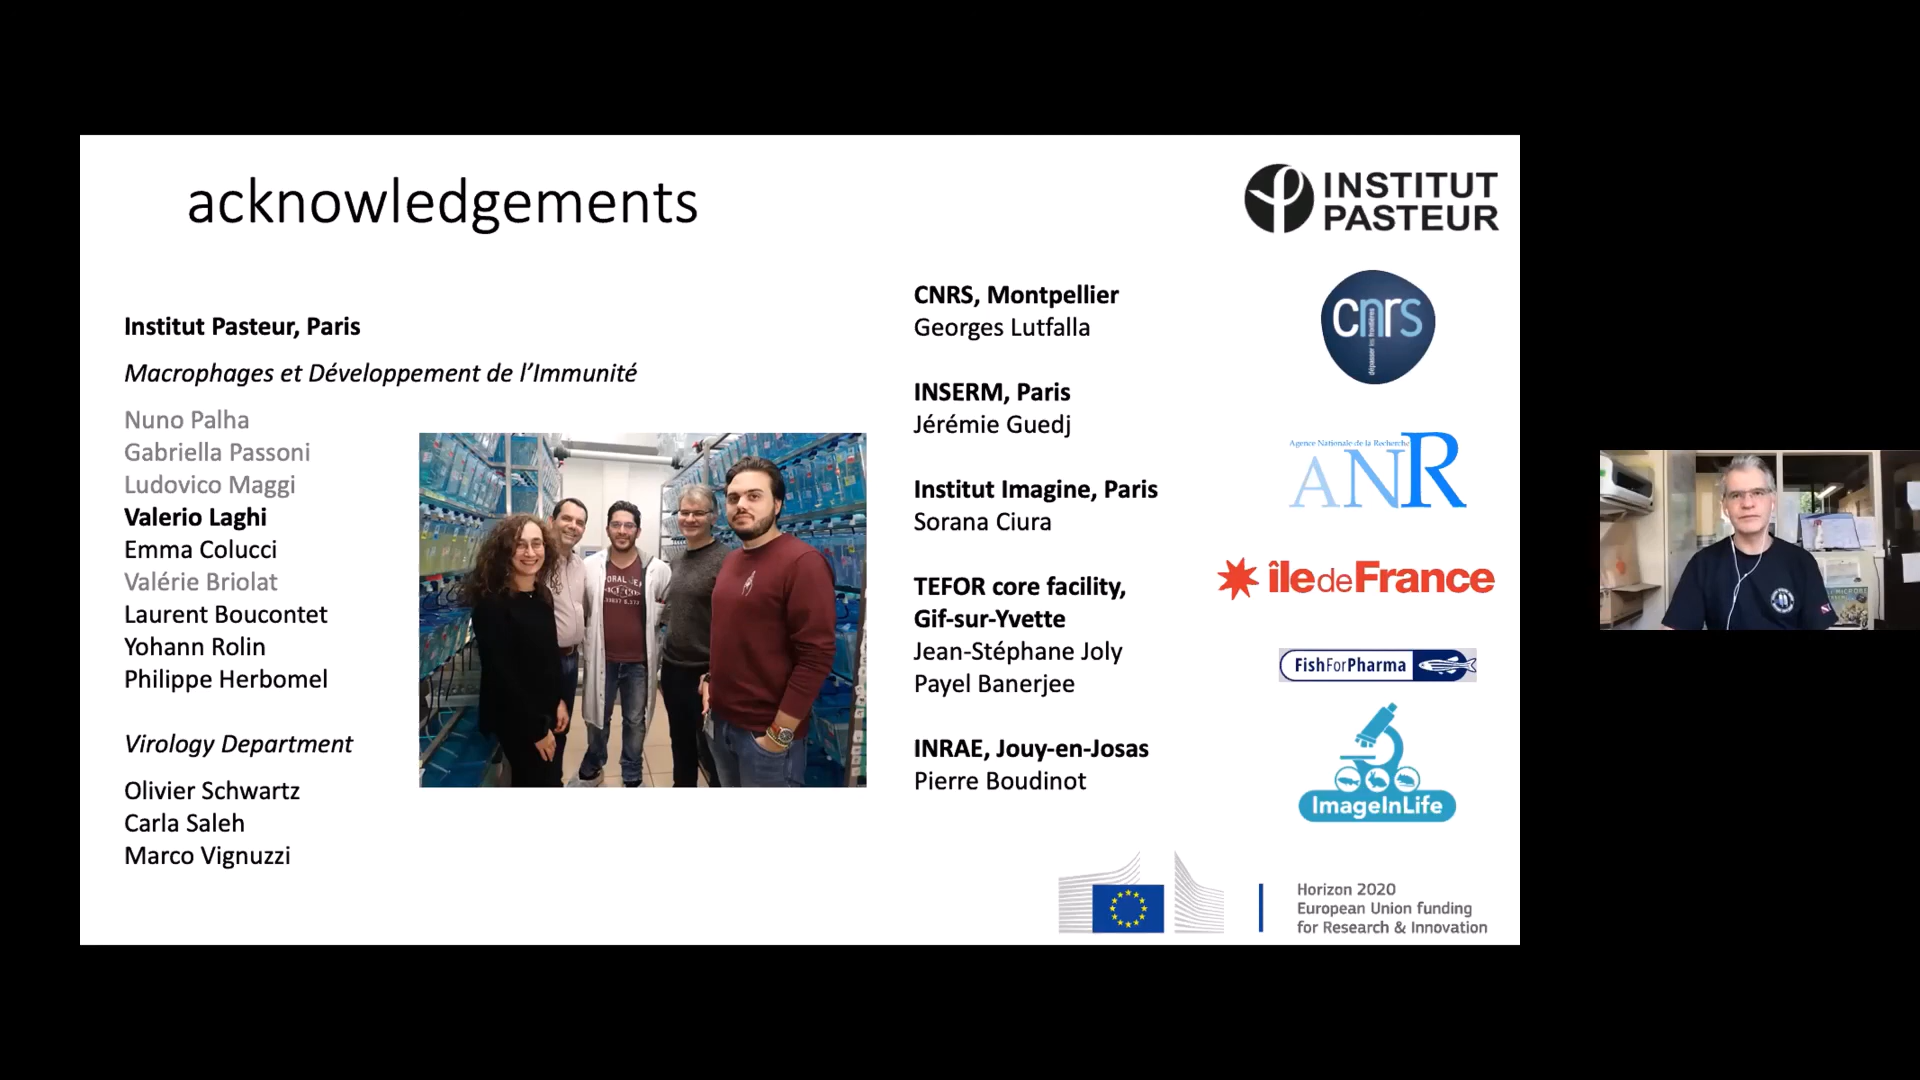 acknowledgements
INSTITUT
PASTEUR
Institut Pasteur, Paris
Macrophages et Développement de l’Immunité
Nuno Palha
Gabriella Passoni
Ludovico Maggi
Valerio Laghi
Emma Colucci
Valérie Briolat
Laurent Boucontet
Yohann Rolin
Philippe Herbomel
Virology Department
Olivier Schwartz
Carla Saleh
Marco Vignuzzi
CNRS, Montpellier
Georges Lutfalla
INSERM, Paris
Jérémie Guedj
Institut Imagine, Paris
Sorana Ciura
TEFOR core facility,
Gif-sur-Yvette
Jean-Stéphane Joly
Payel Banerjee
INRAE, Jouy-en-Josas
Pierre Boudinot
cnrs
dépasser les frontières
Agence Nationale de la Recherche
ANR
îledeFrance
FishForPharma
ImageInLife
Horizon 2020
European Union funding
for Research & Innovation